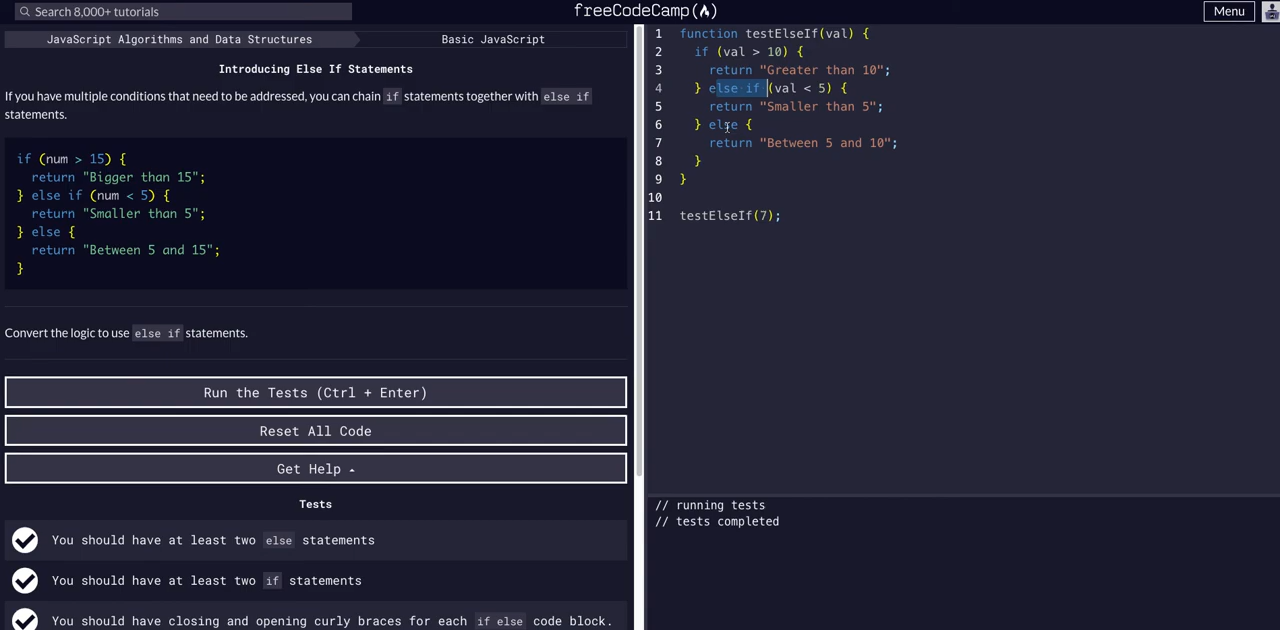 Search 8,000+ tutorials
freeCodeCamp
Menu
JavaScript Algorithms and Data Structures
Basic JavaScript
Introducing Else If Statements
If you have multiple conditions that need to be addressed, you can chain if statements together with else if
statements.
if (num > 15) {
return "Bigger than 15";
} else if (num < 5) {
return "Smaller than 5";
} else {
return "Between 5 and 15";
}
Convert the logic to use else if statements.
Run the Tests (Ctrl + Enter)
Reset All Code
Get Help
Tests
You should have at least two else statements
You should have at least two if statements
You should have closing and opening curly braces for each if else code block.
1 function testElseIf(val) {
2 if (val > 10) {
3 return "Greater than 10";
4 } else if (val < 5) {
5 return "Smaller than 5";
6 } else {
7 return "Between 5 and 10";
8 }
9 }
10
11 testElseIf(7);
// running tests
// tests completed